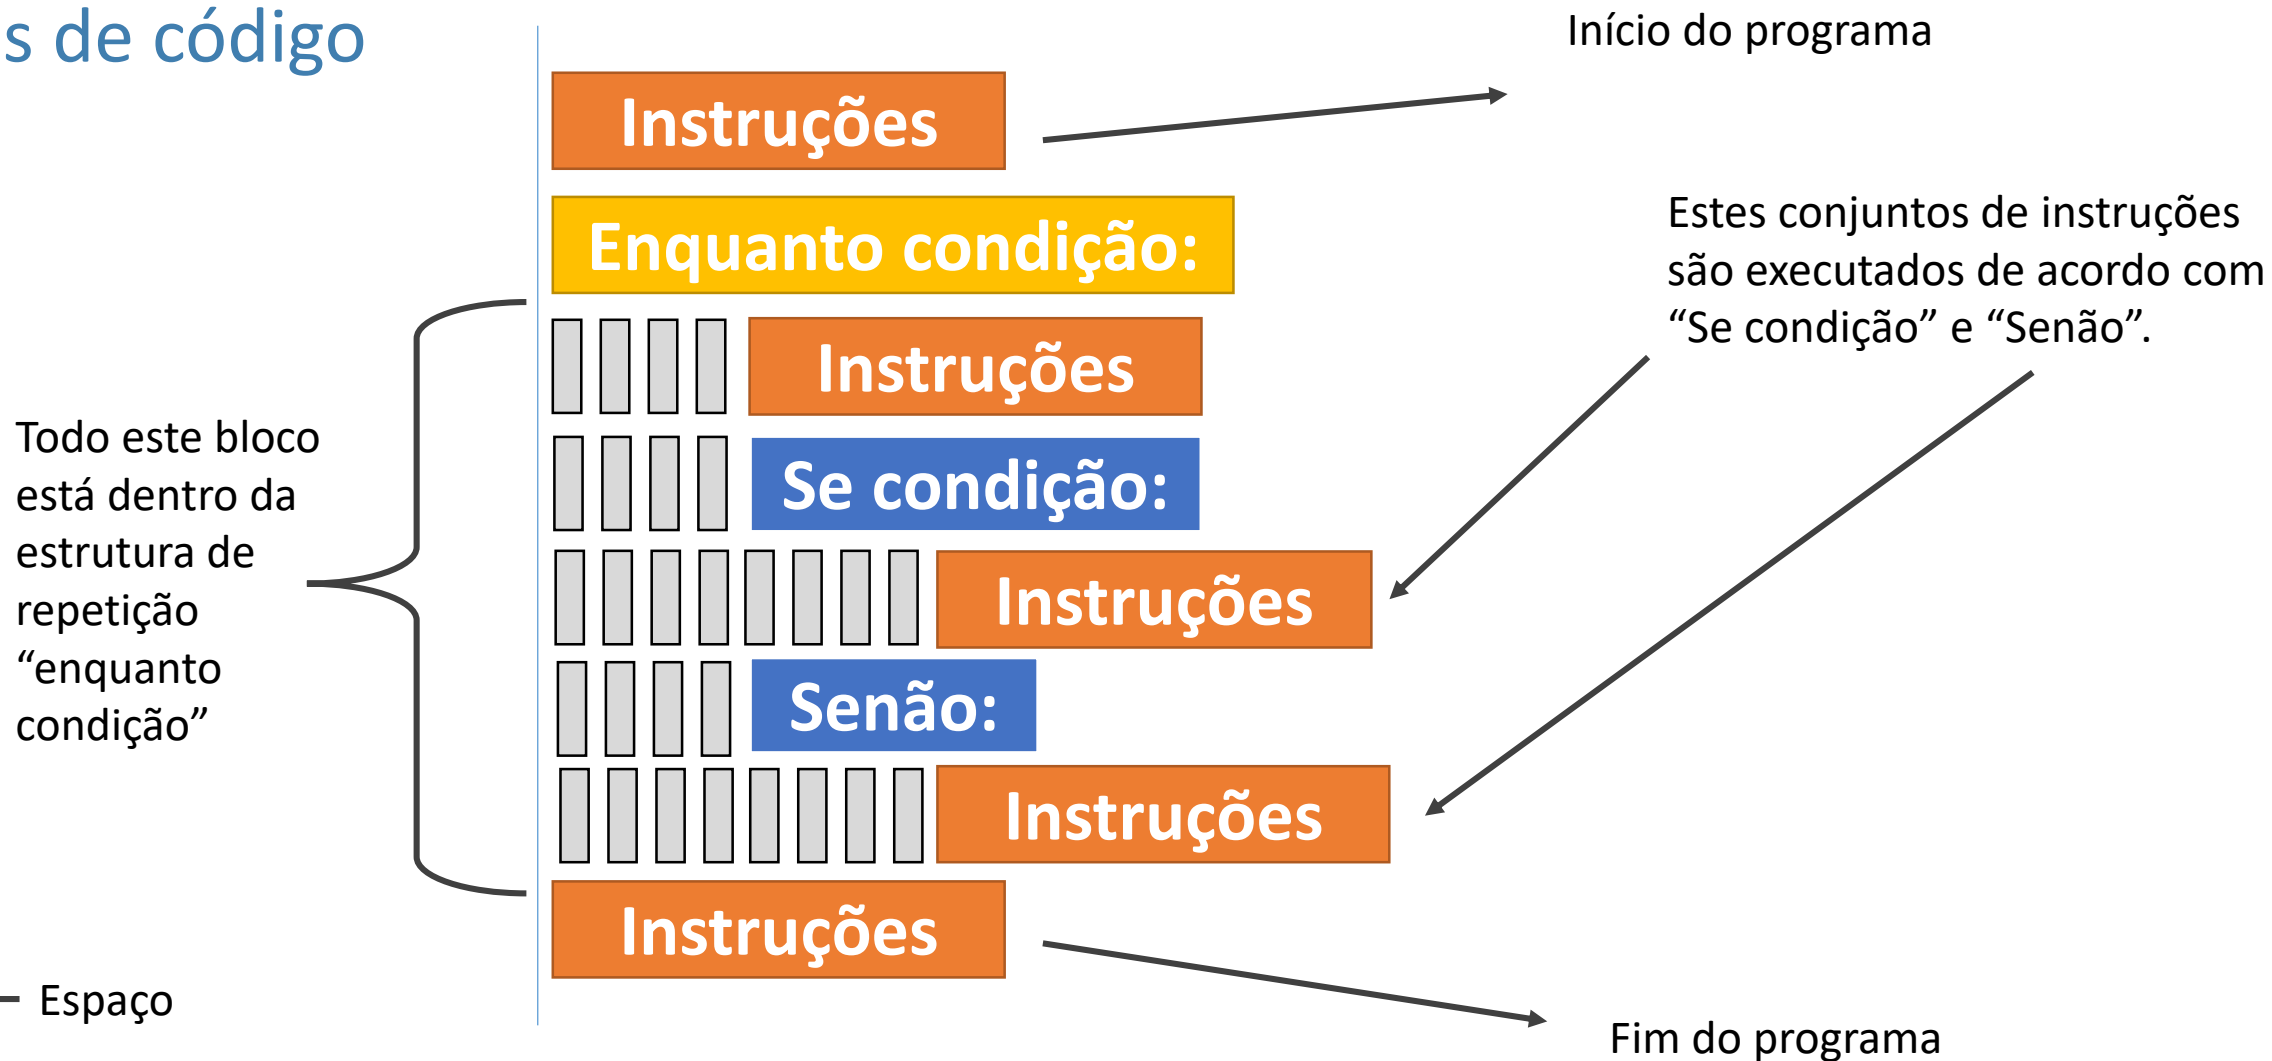 s de código
Início do programa
Instruções
Enquanto condição:
Estes conjuntos de instruções
são executados de acordo com
“Se condição” e “Senão”.
Instruções
Todo este bloco
está dentro da
estrutura de
repetição
“enquanto
condição”
Se condição:
Instruções
Senão:
Instruções
Instruções
Espaço
Fim do programa